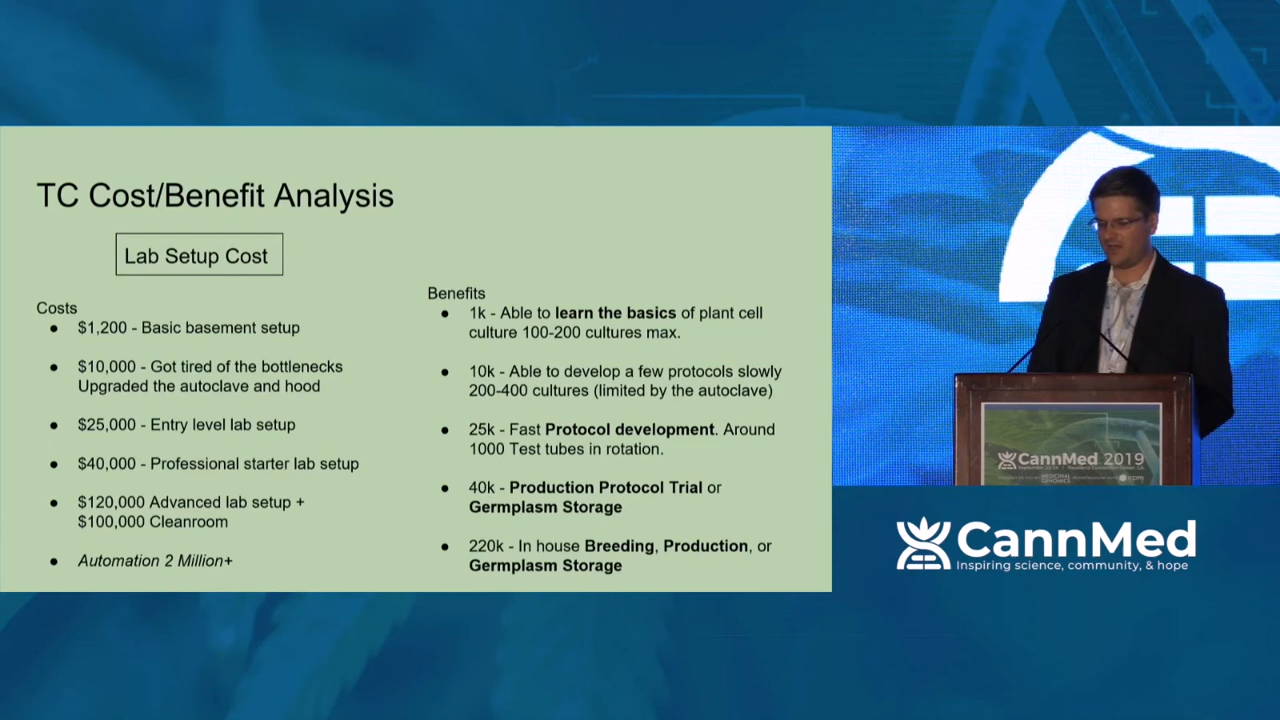 TC Cost/Benefit Analysis
Lab Setup Cost
Costs
● $1,200 - Basic basement setup
● $10,000 - Got tired of the bottlenecks
Upgraded the autoclave and hood
● $25,000 - Entry level lab setup
● $40,000 - Professional starter lab setup
● $120,000 Advanced lab setup +
$100,000 Cleanroom
● Automation 2 Million+
Benefits
● 1k - Able to learn the basics of plant cell
culture 100-200 cultures max.
● 10k - Able to develop a few protocols slowly
200-400 cultures (limited by the autoclave)
● 25k - Fast Protocol development. Around
1000 Test tubes in rotation.
● 40k - Production Protocol Trial or
Germplasm Storage
● 220k - In house Breeding, Production, or
Germplasm Storage
CannMed 2019
CannMed
Inspiring science, community, & hope